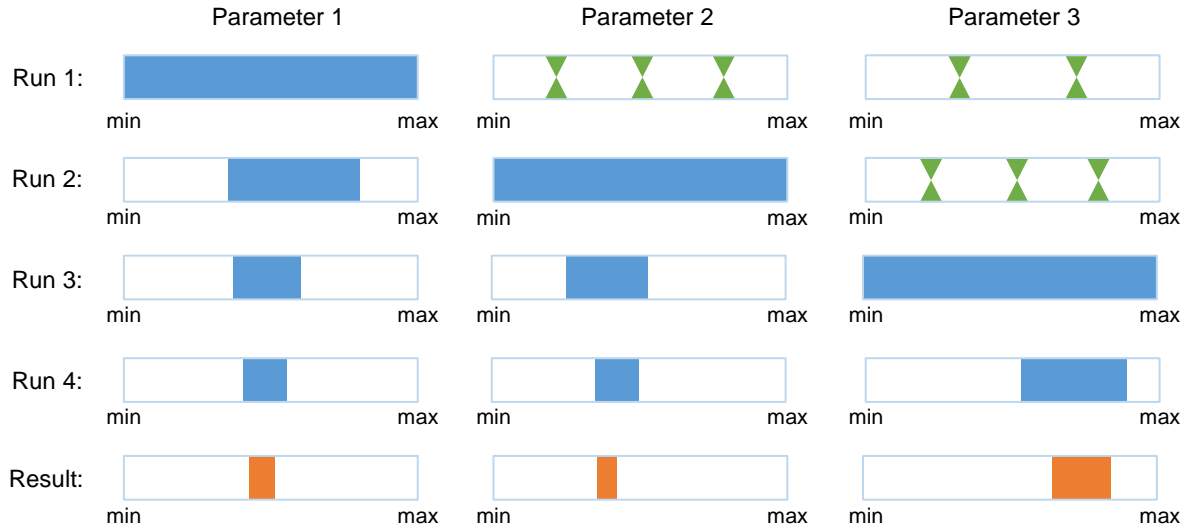 Parameter 1 Parameter 2 Parameter 3
Run 1:
min max min max min max
Run 2:
min max min max min max
Run 3:
min max min max min max
Run 4:
min max min max min max
Result:
min max min max min max